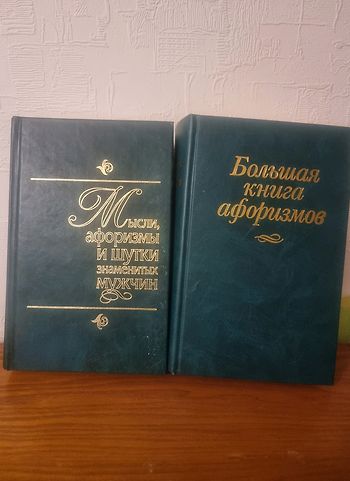 Мысли,
афоризмы
и шутки
знаменитых
мужчин
Большая
книга
афоризмов